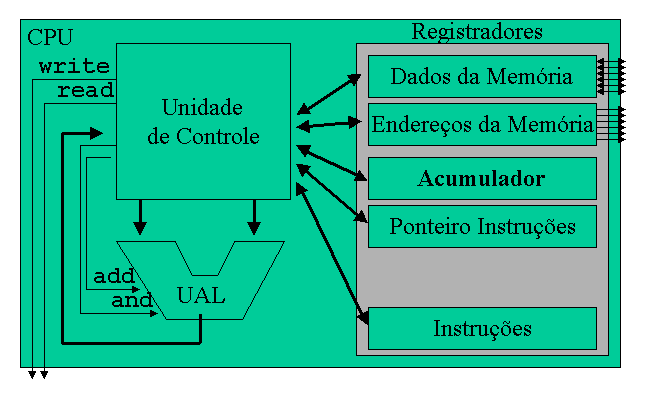 CPU
Registradores
write
read
Unidade
de Controle
Dados da Memória
Endereços da Memória
Acumulador
Ponteiro Instruções
add
and
UAL
Instruções